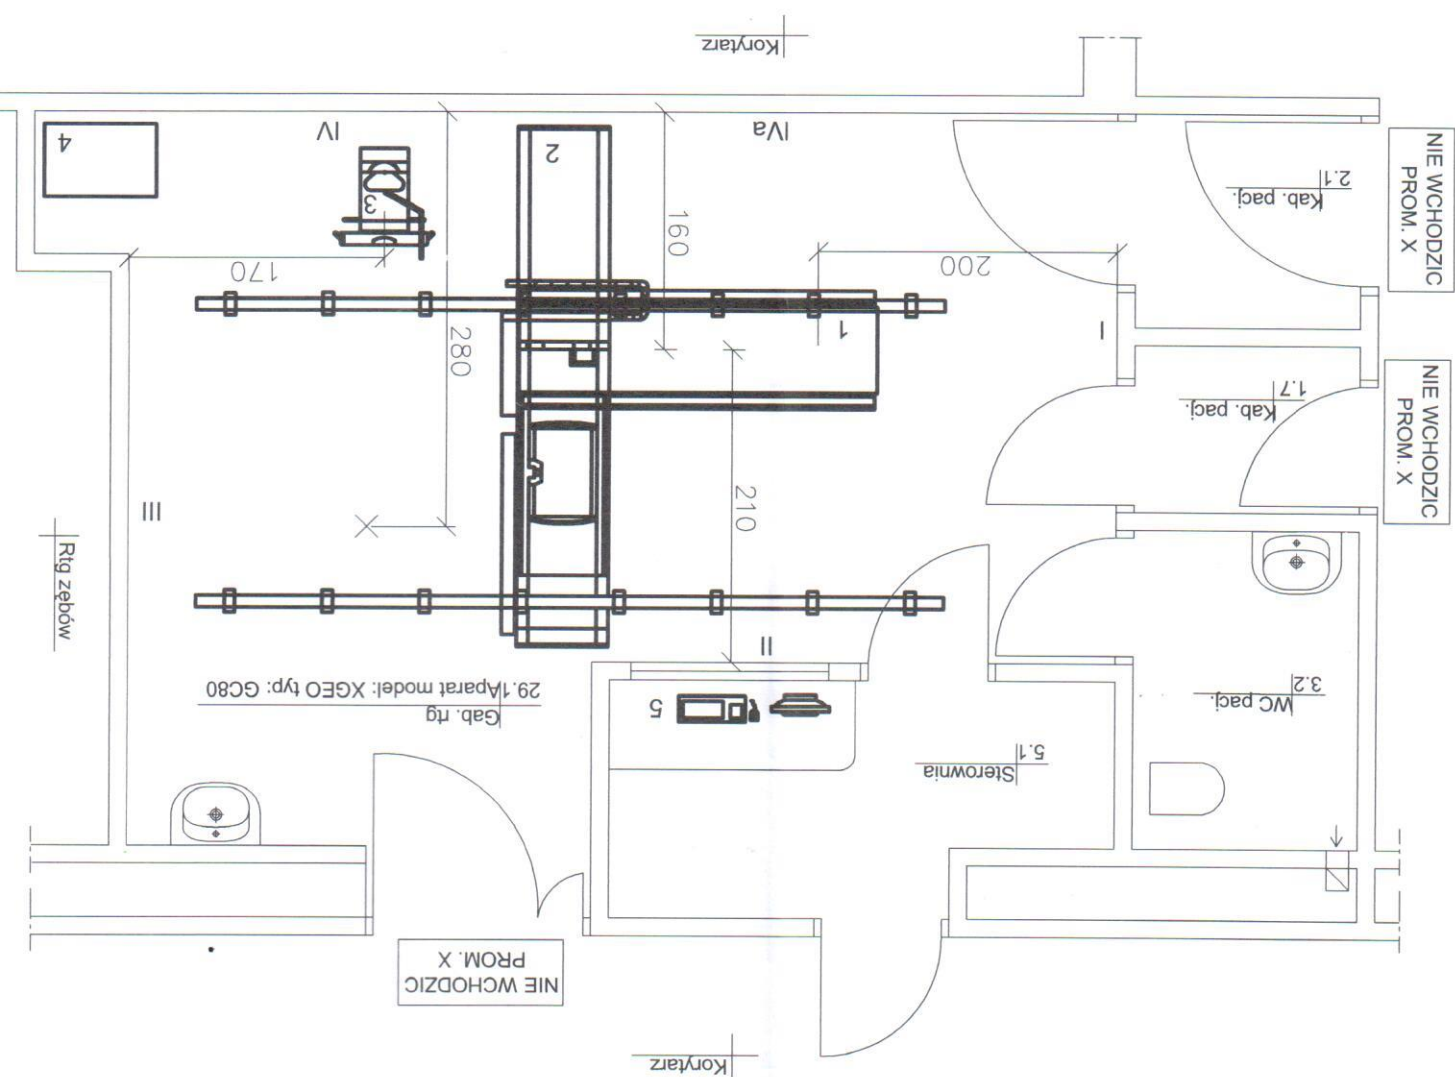 Korytarz
NIE WCHODZIC
PROM. X
Gab. rtg
29.1 Aparat model: XGEO typ: GC80
Sterownia
5.1
WC pacj.
3.2
5
II
Rtg zębów
III
210
280
NIE WCHODZIC
PROM. X
Kab. pacj.
1.7
I
1
200
160
170
NIE WCHODZIC
PROM. X
Kab. pacj.
2.1
IVa
2
3
IV
4
Korytarz